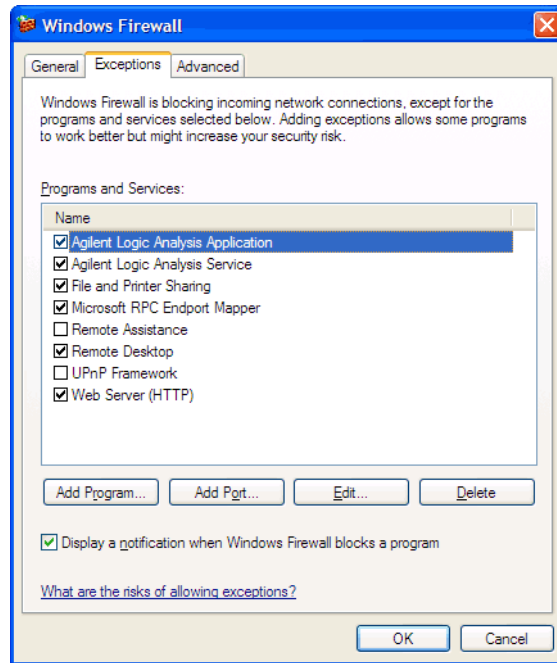 Windows Firewall
General Exceptions Advanced
Windows Firewall is blocking incoming network connections, except for the
programs and services selected below. Adding exceptions allows some programs
to work better but might increase your security risk.
Programs and Services:
Name
Agilent Logic Analysis Application
Agilent Logic Analysis Service
File and Printer Sharing
Microsoft RPC Endport Mapper
Remote Assistance
Remote Desktop
UPnP Framework
Web Server (HTTP)
Add Program... Add Port... Edit... Delete
Display a notification when Windows Firewall blocks a program
What are the risks of allowing exceptions?
OK Cancel